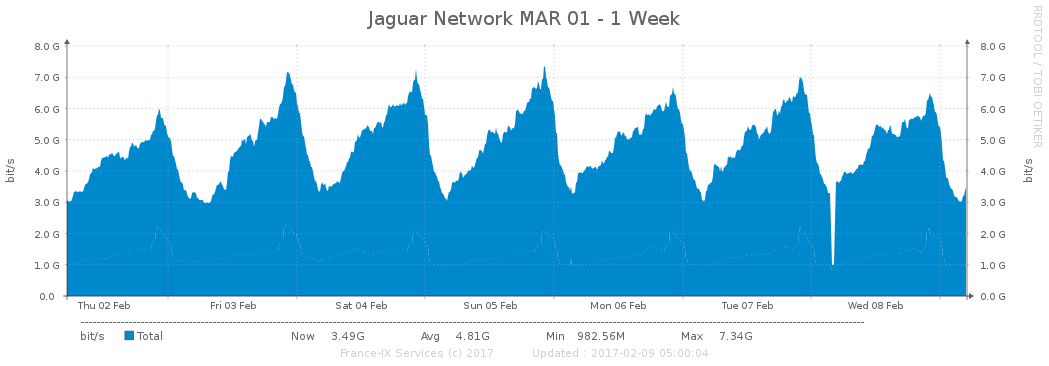 Jaguar Network MAR 01 - 1 Week
RRDTOOL / TOBI OETIKER
8.0 G 8.0 G
7.0 G 7.0 G
6.0 G 6.0 G
5.0 G 5.0 G
4.0 G 4.0 G
3.0 G 3.0 G
2.0 G 2.0 G
1.0 G 1.0 G
0.0 0.0 G
bit/s bit/s
Thu 02 Feb Fri 03 Feb Sat 04 Feb Sun 05 Feb Mon 06 Feb Tue 07 Feb Wed 08 Feb
bit/s Total Now 3.49G Avg 4.81G Min 982.56M Max 7.34G
France-IX Services (c) 2017 Updated : 2017-02-09 05:00:04